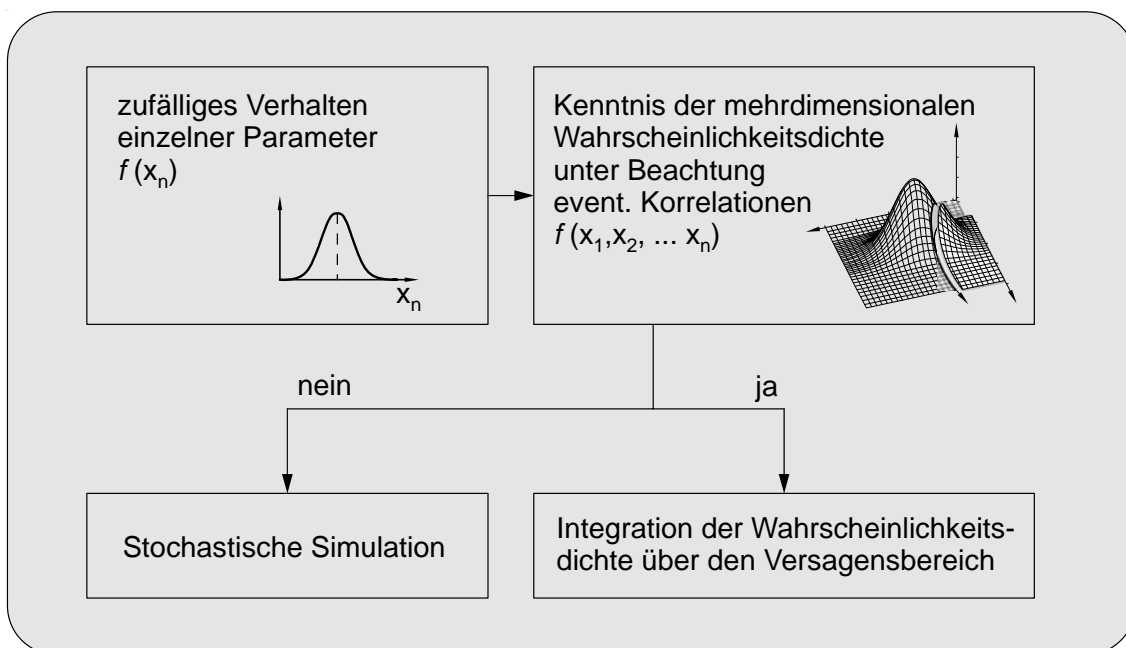 zufälliges Verhalten
einzelner Parameter
f (xn)
xn
Kenntnis der mehrdimensionalen
Wahrscheinlichkeitsdichte
unter Beachtung
event. Korrelationen
f (x1,x2, ... xn)
nein
ja
Stochastische Simulation
Integration der Wahrscheinlichkeits-
dichte über den Versagensbereich